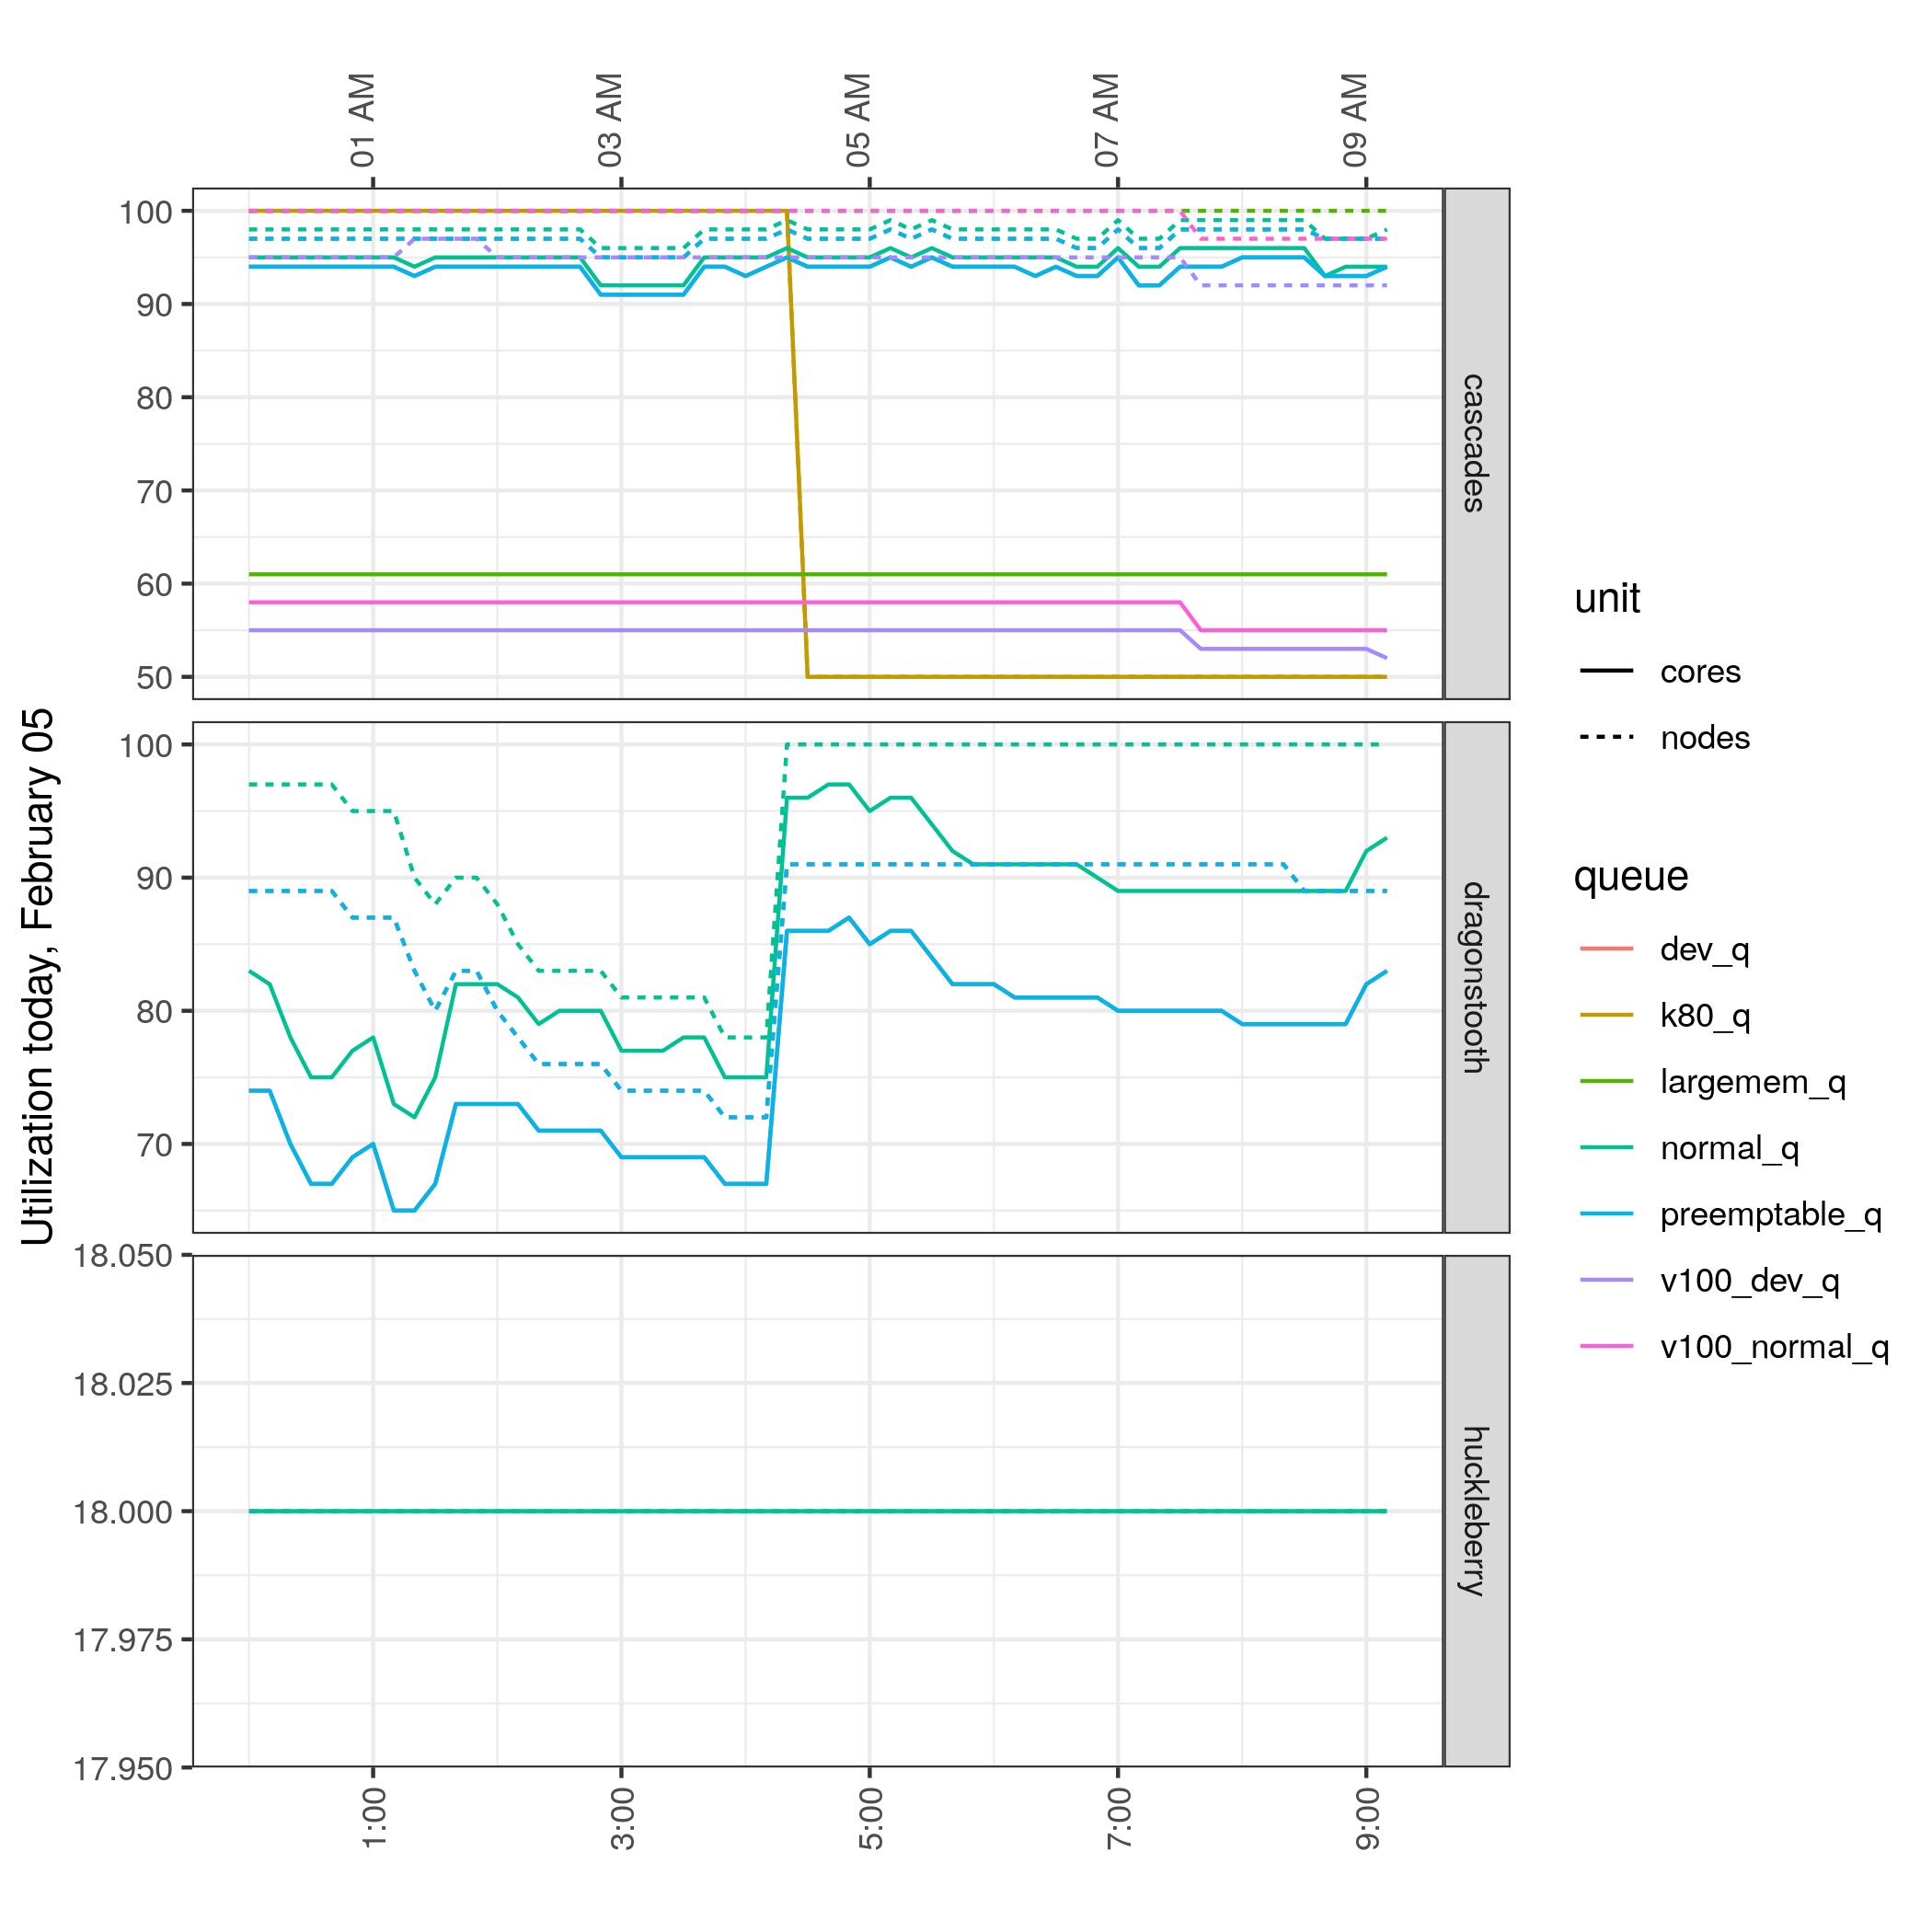 01 AM
03 AM
05 AM
07 AM
09 AM
Utilization today, February 05
100
90
80
70
60
50
cascades
100
90
80
70
dragonstooth
18.050
18.025
18.000
17.975
17.950
huckleberry
1:00
3:00
5:00
7:00
9:00
unit
cores
nodes
queue
dev_q
k80_q
largemem_q
normal_q
preemptable_q
v100_dev_q
v100_normal_q